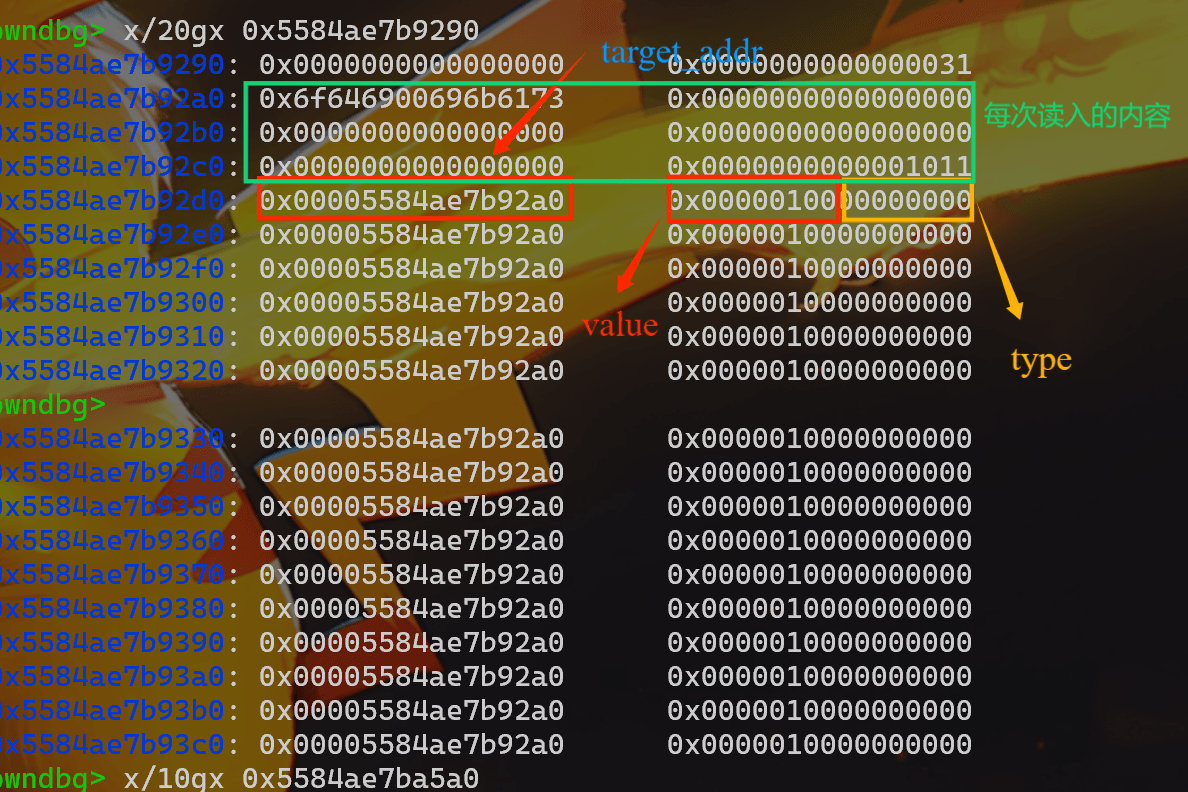 pwndbg> x/20gx 0x5584ae7b9290
target_addr
0x5584ae7b9290: 0x0000000000000000 0x0000000000000031
0x5584ae7b92a0: 0x6f646900696b6173 0x0000000000000000
每次读入的内容
0x5584ae7b92b0: 0x0000000000000000 0x0000000000000000
0x5584ae7b92c0: 0x0000000000000000 0x0000000000001011
0x5584ae7b92d0: 0x00005584ae7b92a0 0x0000010000000000
0x5584ae7b92e0: 0x00005584ae7b92a0 0x0000010000000000
0x5584ae7b92f0: 0x00005584ae7b92a0 0x0000010000000000
0x5584ae7b9300: 0x00005584ae7b92a0 0x0000010000000000
value
0x5584ae7b9310: 0x00005584ae7b92a0 0x0000010000000000
type
0x5584ae7b9320: 0x00005584ae7b92a0 0x0000010000000000
pwndbg>
0x5584ae7b9330: 0x00005584ae7b92a0 0x0000010000000000
0x5584ae7b9340: 0x00005584ae7b92a0 0x0000010000000000
0x5584ae7b9350: 0x00005584ae7b92a0 0x0000010000000000
0x5584ae7b9360: 0x00005584ae7b92a0 0x0000010000000000
0x5584ae7b9370: 0x00005584ae7b92a0 0x0000010000000000
0x5584ae7b9380: 0x00005584ae7b92a0 0x0000010000000000
0x5584ae7b9390: 0x00005584ae7b92a0 0x0000010000000000
0x5584ae7b93a0: 0x00005584ae7b92a0 0x0000010000000000
0x5584ae7b93b0: 0x00005584ae7b92a0 0x0000010000000000
0x5584ae7b93c0: 0x00005584ae7b92a0 0x0000010000000000
pwndbg> x/10gx 0x5584ae7ba5a0